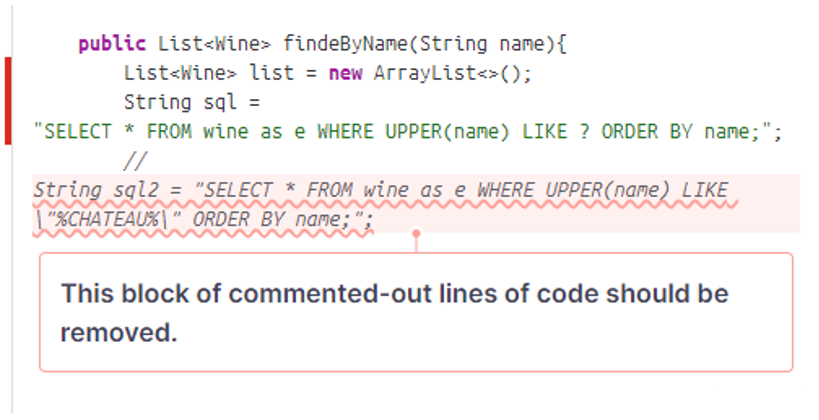 public List<Wine> findeByName(String name){
List<Wine> list = new ArrayList<>();
String sql =
"SELECT * FROM wine as e WHERE UPPER(name) LIKE ? ORDER BY name;";
//
String sql2 = "SELECT * FROM wine as e WHERE UPPER(name) LIKE
\"%CHATEAU%\" ORDER BY name;";
This block of commented-out lines of code should be
removed.